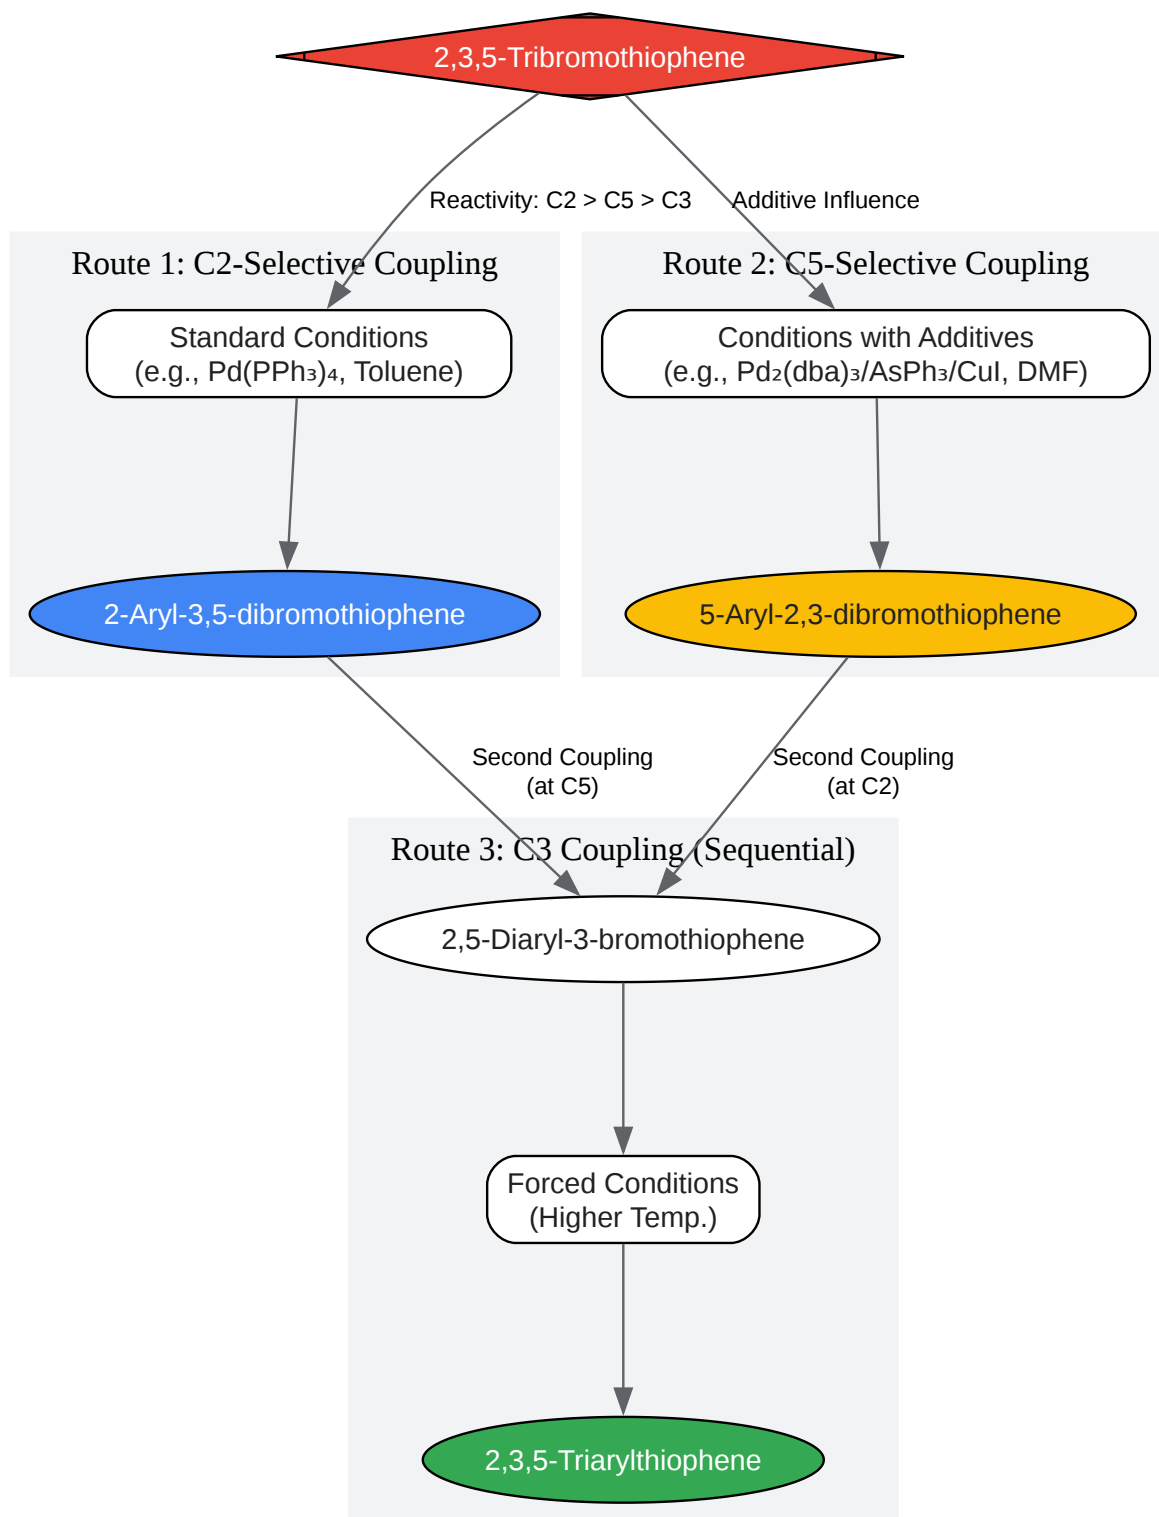 2,3,5-Tribromothiophene
Reactivity: C2 > C5 > C3
Additive Influence
Route 1: C2-Selective Coupling
Standard Conditions
(e.g., Pd(PPh₃)₄, Toluene)
2-Aryl-3,5-dibromothiophene
Route 2: C5-Selective Coupling
Conditions with Additives
(e.g., Pd₂(dba)₃/AsPh₃/CuI, DMF)
5-Aryl-2,3-dibromothiophene
Second Coupling
(at C5)
Second Coupling
(at C2)
Route 3: C3 Coupling (Sequential)
2,5-Diaryl-3-bromothiophene
Forced Conditions
(Higher Temp.)
2,3,5-Triarylthiophene